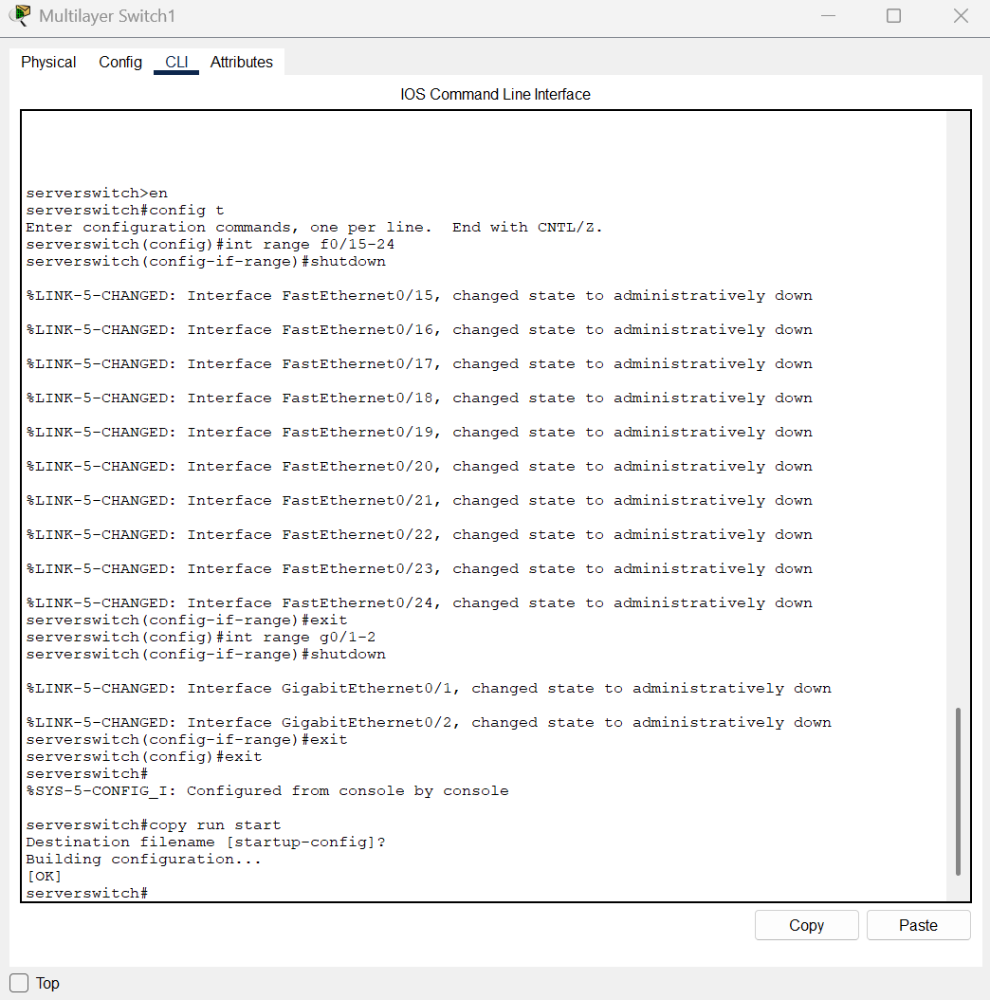 Multilayer Switch1
Physical Config CLI Attributes
IOS Command Line Interface
serverswitch>en
serverswitch#config t
Enter configuration commands, one per line.  End with CNTL/Z.
serverswitch(config)#int range f0/15-24
serverswitch(config-if-range)#shutdown
%LINK-5-CHANGED: Interface FastEthernet0/15, changed state to administratively down
%LINK-5-CHANGED: Interface FastEthernet0/16, changed state to administratively down
%LINK-5-CHANGED: Interface FastEthernet0/17, changed state to administratively down
%LINK-5-CHANGED: Interface FastEthernet0/18, changed state to administratively down
%LINK-5-CHANGED: Interface FastEthernet0/19, changed state to administratively down
%LINK-5-CHANGED: Interface FastEthernet0/20, changed state to administratively down
%LINK-5-CHANGED: Interface FastEthernet0/21, changed state to administratively down
%LINK-5-CHANGED: Interface FastEthernet0/22, changed state to administratively down
%LINK-5-CHANGED: Interface FastEthernet0/23, changed state to administratively down
%LINK-5-CHANGED: Interface FastEthernet0/24, changed state to administratively down
serverswitch(config-if-range)#exit
serverswitch(config)#int range g0/1-2
serverswitch(config-if-range)#shutdown
%LINK-5-CHANGED: Interface GigabitEthernet0/1, changed state to administratively down
%LINK-5-CHANGED: Interface GigabitEthernet0/2, changed state to administratively down
serverswitch(config-if-range)#exit
serverswitch(config)#exit
serverswitch#
%SYS-5-CONFIG_I: Configured from console by console
serverswitch#copy run start
Destination filename [startup-config]?
Building configuration...
[OK]
serverswitch#
Copy Paste
Top